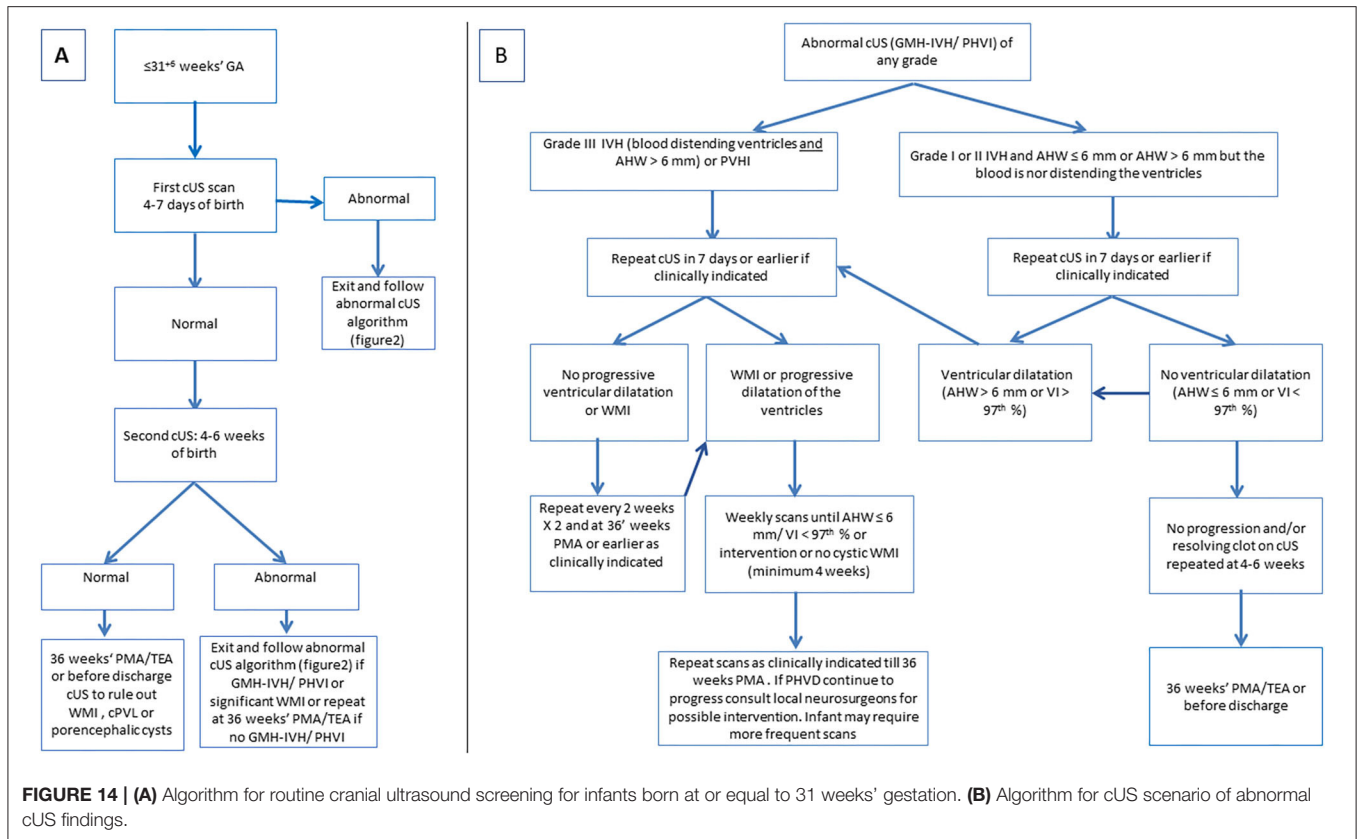 A
≤31+6 weeks' GA
First cUS scan
4-7 days of birth
Abnormal
Exit and follow
abnormal cUS
algorithm
(figure2)
Normal
Second cUS: 4-6 weeks
of birth
Normal
Abnormal
36 weeks' PMA/TEA
or before discharge
cUS to rule out
WMI , cPVL or
porencephalic cysts
Exit and follow abnormal
cUS algorithm (figure2) if
GMH-IVH/ PHVI or
significant WMI or repeat
at 36 weeks' PMA/TEA if
no GMH-IVH/ PHVI
B
Abnormal cUS (GMH-IVH/ PHVI) of
any grade
Grade III IVH (blood distending ventricles and
AHW > 6 mm) or PVHI
Grade I or II IVH and AHW ≤ 6 mm or AHW > 6 mm but the
blood is nor distending the ventricles
Repeat cUS in 7 days or earlier if
clinically indicated
Repeat cUS in 7 days or earlier if
clinically indicated
No progressive
ventricular dilatation
or WMI
WMI or progressive
dilatation of the
ventricles
Ventricular dilatation
(AHW > 6 mm or VI >
97th %)
No ventricular dilatation
(AHW ≤ 6 mm or VI <
97th %)
Repeat every 2 weeks
X 2 and at 36' weeks
PMA or earlier as
clinically indicated
Weekly scans until AHW ≤ 6
mm/ VI < 97th % or
intervention or no cystic WMI
(minimum 4 weeks)
No progression and/or
resolving clot on cUS
repeated at 4-6 weeks
Repeat scans as clinically indicated till 36
weeks PMA . If PHVD continue to
progress consult local neurosurgeons for
possible intervention. Infant may require
more frequent scans
36 weeks' PMA/TEA or
before discharge
FIGURE 14 | (A) Algorithm for routine cranial ultrasound screening for infants born at or equal to 31 weeks' gestation. (B) Algorithm for cUS scenario of abnormal
cUS findings.